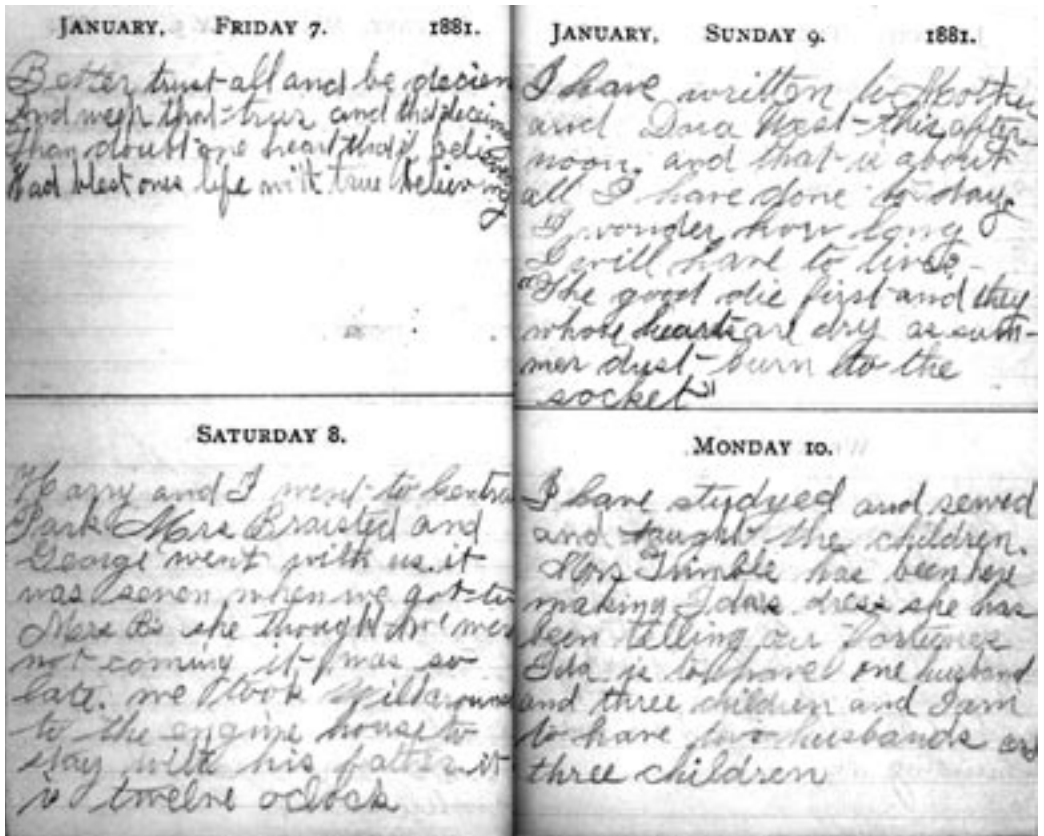 JANUARY, FRIDAY 7. 1881.
Better trust all and be deceiv
And weep that trus and that deceiving
Than doubt one heart that if believing
Had blest ones life with true believing
SATURDAY 8.
Harry and I went to Centra
Park Mrs Braisted and
George went with us. it
was seven when we got to
Mrs B's she thought we wer
not coming it was so
late. we took Will around
to the engine house to
stay with his father. it
is twelve oclock
JANUARY, SUNDAY 9. 1881.
I have written to Mother
and Dora West this after
noon. and that is about
all I have done to day.
I wonder how long
I will have to live.
"The good die first and they
whose hearts are dry as sum-
mer dust burn to the
socket"
MONDAY 10.
I have studyed and sewed
and taught the children.
Mrs Trimble has been here
making Idas dress she has
been telling our fortunes
Ida is to have one husband
and three children and I am
to have two husbands and
three children